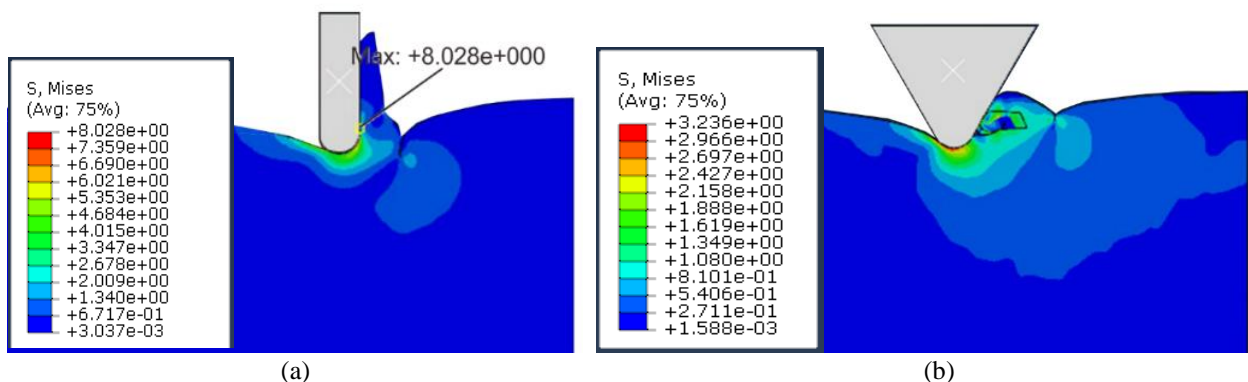 Max: +8.028e+000
S, Mises
(Avg: 75%)
+8.028e+00
+7.359e+00
+6.690e+00
+6.021e+00
+5.353e+00
+4.684e+00
+4.015e+00
+3.347e+00
+2.678e+00
+2.009e+00
+1.340e+00
+6.717e-01
+3.037e-03
(a)
S, Mises
(Avg: 75%)
+3.236e+00
+2.966e+00
+2.697e+00
+2.427e+00
+2.158e+00
+1.888e+00
+1.619e+00
+1.349e+00
+1.080e+00
+8.101e-01
+5.406e-01
+2.711e-01
+1.588e-03
(b)